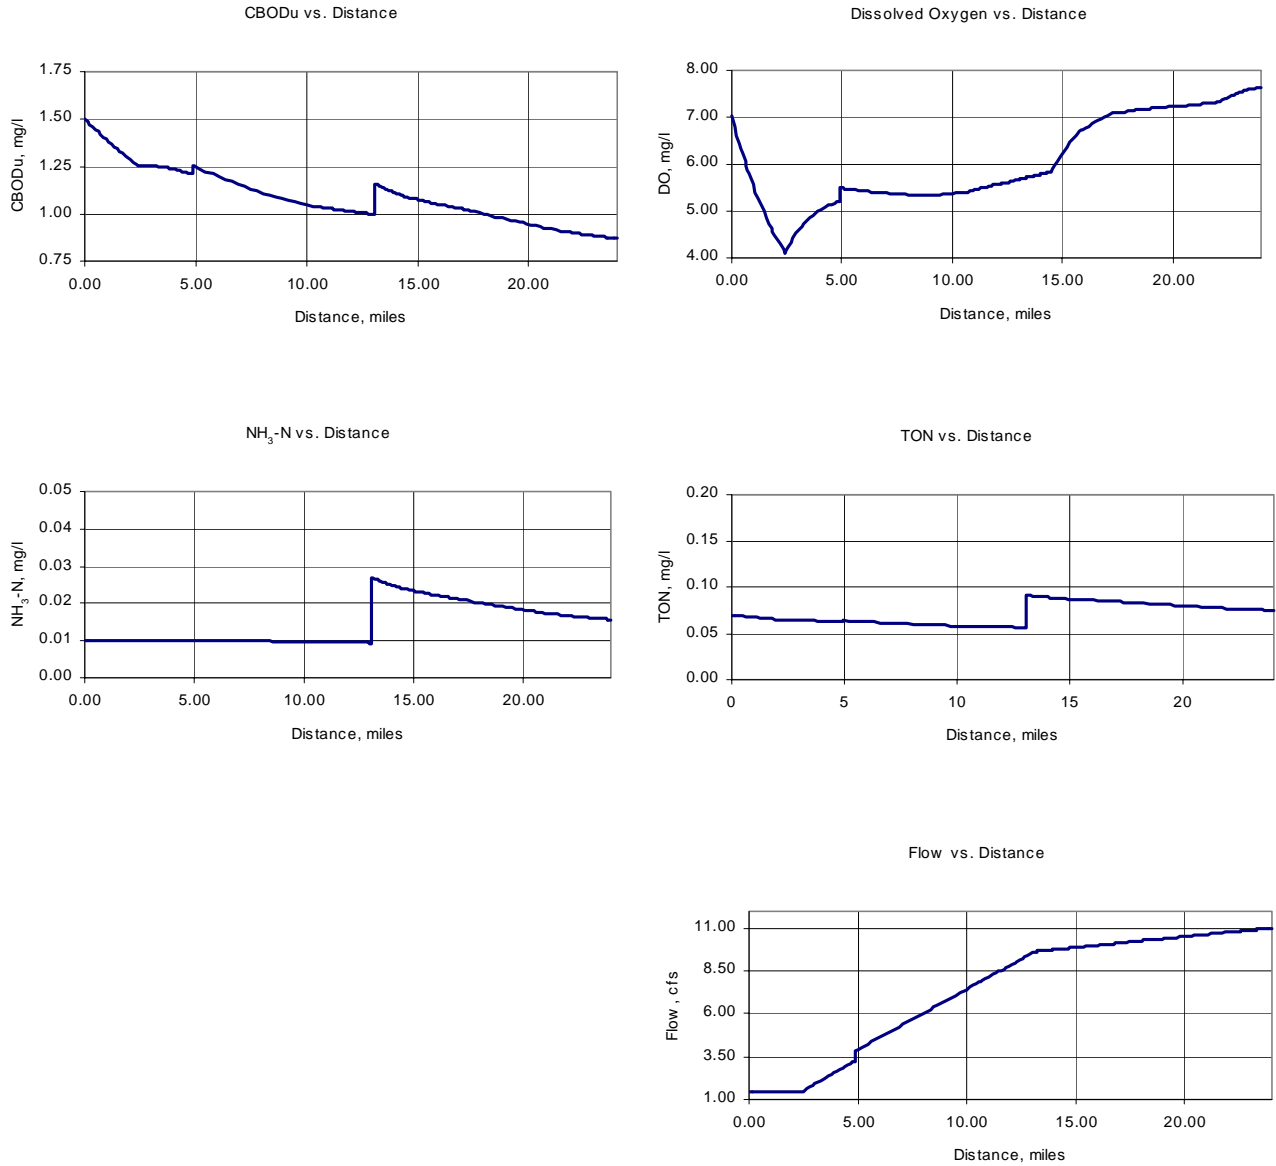 CBODu vs. Distance
1.75
1.50
1.25
1.00
0.75
CBODu, mg/l
0.00 5.00 10.00 15.00 20.00
Distance, miles
Dissolved Oxygen vs. Distance
8.00
7.00
6.00
5.00
4.00
DO, mg/l
0.00 5.00 10.00 15.00 20.00
Distance, miles
NH3-N vs. Distance
0.05
0.04
0.03
0.02
0.01
0.00
NH3-N, mg/l
0.00 5.00 10.00 15.00 20.00
Distance, miles
TON vs. Distance
0.20
0.15
0.10
0.05
0.00
TON, mg/l
0 5 10 15 20
Distance, miles
Flow vs. Distance
11.00
8.50
6.00
3.50
1.00
Flow , cfs
0.00 5.00 10.00 15.00 20.00
Distance, miles